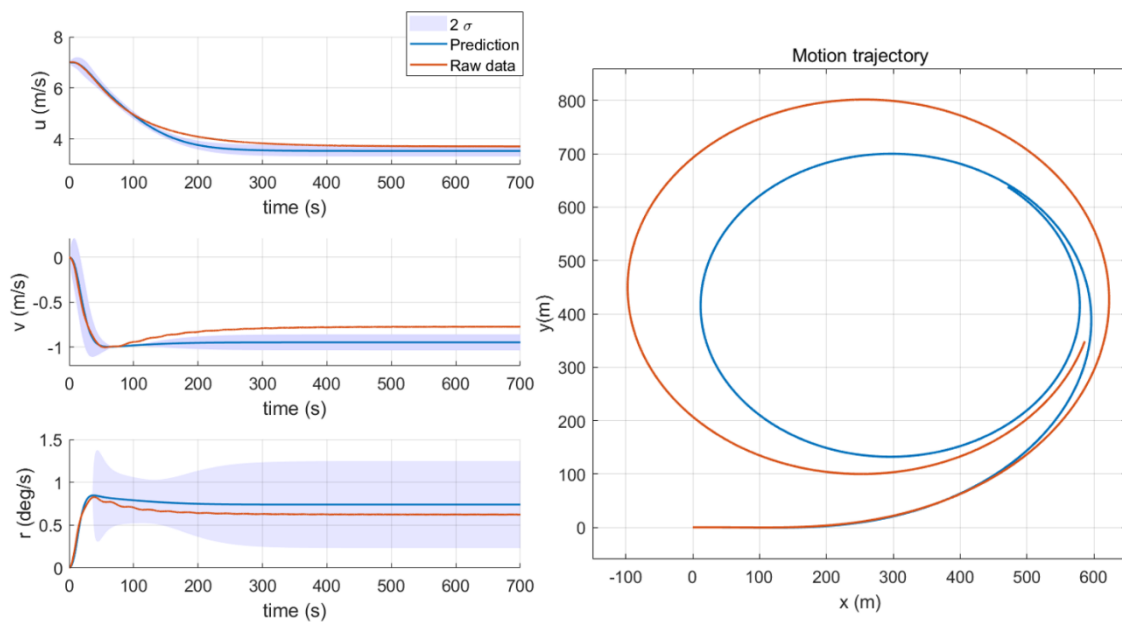 2 σ
Prediction
Raw data
8
6
4
u (m/s)
0 100 200 300 400 500 600 700
time (s)
0
-0.5
-1
v (m/s)
0 100 200 300 400 500 600 700
time (s)
1.5
1
0.5
0
r (deg/s)
0 100 200 300 400 500 600 700
time (s)
Motion trajectory
800
700
600
500
400
300
200
100
0
y(m)
-100 0 100 200 300 400 500 600
x (m)